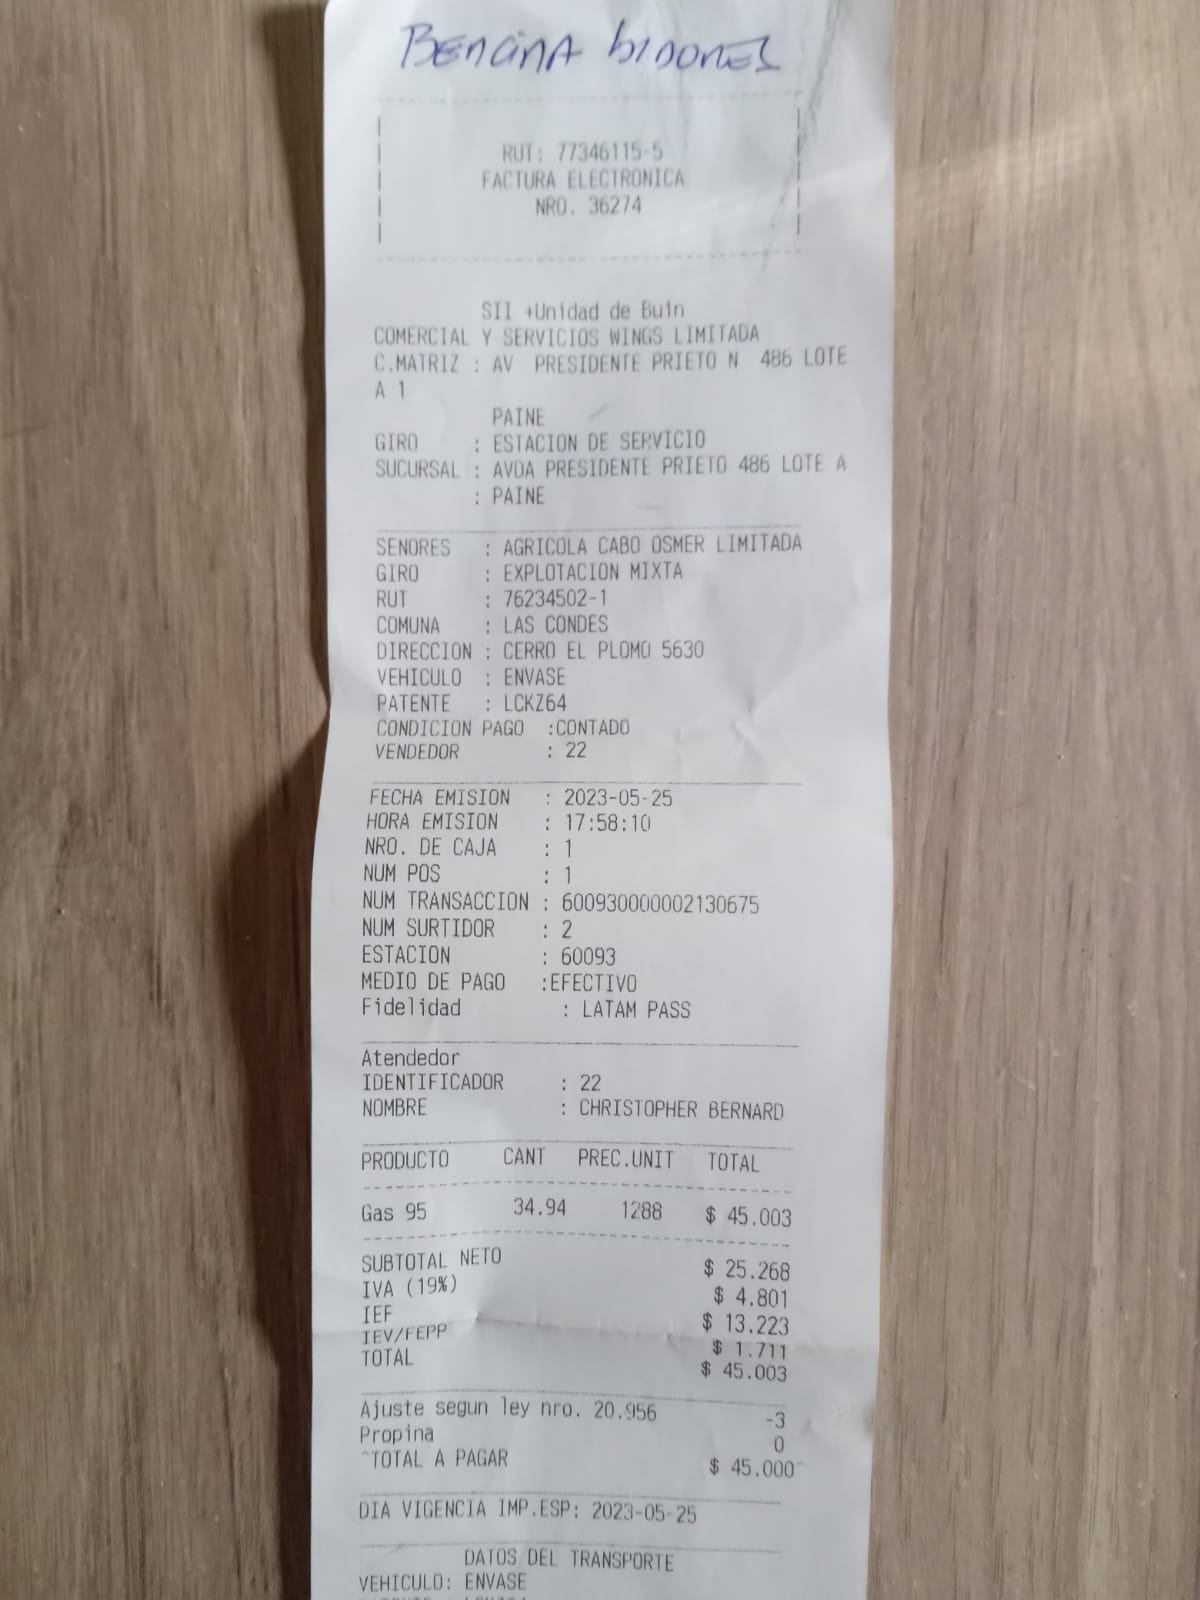 BENCINA bIDONES
RUT: 77346115-5
FACTURA ELECTRONICA
NRO. 36274
SII +Unidad de Buin
COMERCIAL Y SERVICIOS WINGS LIMITADA
C.MATRIZ : AV PRESIDENTE PRIETO N 486 LOTE
A 1
PAINE
GIRO : ESTACION DE SERVICIO
SUCURSAL : AVDA PRESIDENTE PRIETO 486 LOTE A
: PAINE
SENORES : AGRICOLA CABO OSMER LIMITADA
GIRO : EXPLOTACION MIXTA
RUT : 76234502-1
COMUNA : LAS CONDES
DIRECCION : CERRO EL PLOMO 5630
VEHICULO : ENVASE
PATENTE : LCKZ64
CONDICION PAGO :CONTADO
VENDEDOR : 22
FECHA EMISION : 2023-05-25
HORA EMISION : 17:58:10
NRO. DE CAJA : 1
NUM POS : 1
NUM TRANSACCION : 600930000002130675
NUM SURTIDOR : 2
ESTACION : 60093
MEDIO DE PAGO :EFECTIVO
Fidelidad : LATAM PASS
Atendedor
IDENTIFICADOR : 22
NOMBRE : CHRISTOPHER BERNARD
PRODUCTO CANT PREC.UNIT TOTAL
Gas 95 34.94 1288 $ 45.003
SUBTOTAL NETO $ 25.268
IVA (19%) $ 4.801
IEF $ 13.223
IEV/FEPP $ 1.711
TOTAL $ 45.003
Ajuste segun ley nro. 20.956 -3
Propina 0
TOTAL A PAGAR $ 45.000
DIA VIGENCIA IMP.ESP: 2023-05-25
DATOS DEL TRANSPORTE
VEHICULO: ENVASE